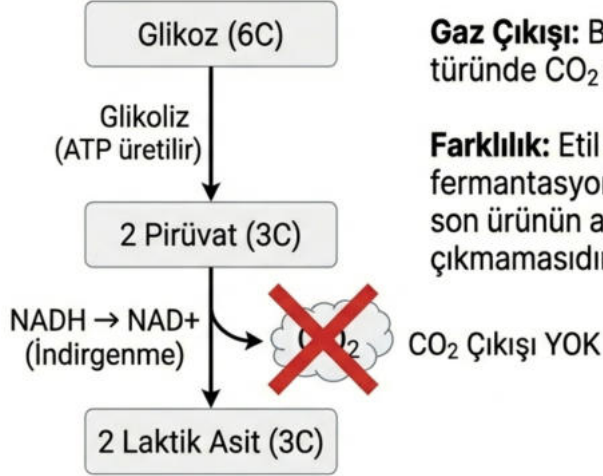 Glikoz (6C)
Glikoliz
(ATP üretilir)
2 Pirüvat (3C)
NADH → NAD+
(İndirgenme)
CO₂ Çıkışı YOK
2 Laktik Asit (3C)
Gaz Çıkışı:
türünde CO₂
Farklılık: Etil
fermantasyon
son ürünün
çıkmamasıdır